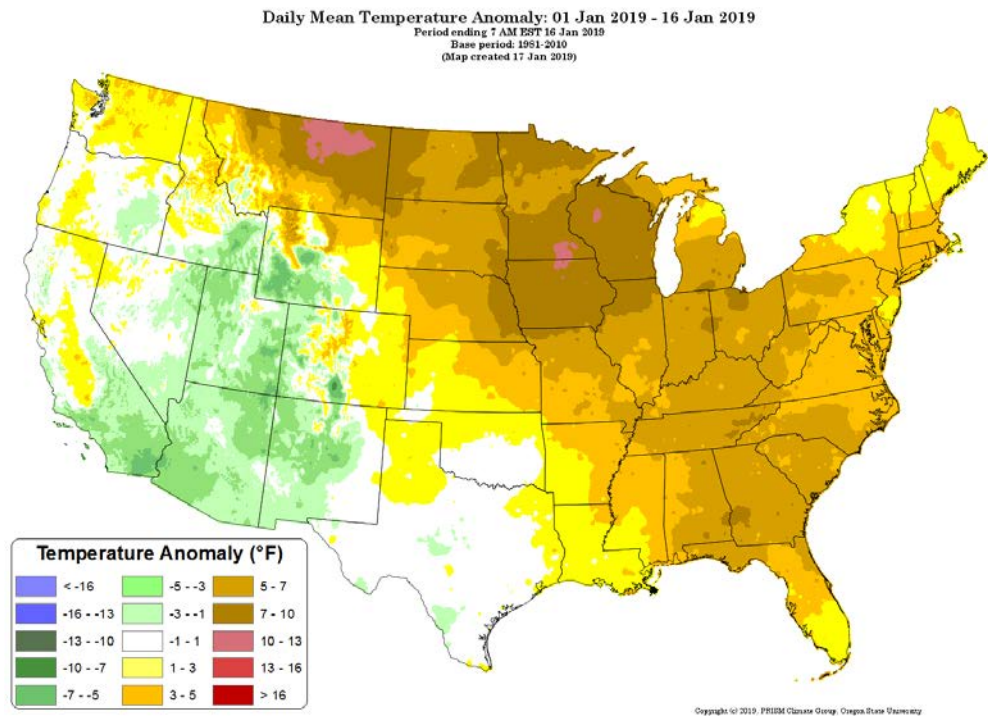 Daily Mean Temperature Anomaly: 01 Jan 2019 - 16 Jan 2019
Period ending 7 AM EST 16 Jan 2019
Base period: 1981-2010
(Map created 17 Jan 2019)
Temperature Anomaly (°F)
< -16 -5 - -3 5 - 7
-16 - -13 -3 - -1 7 - 10
-13 - -10 -1 - 1 10 - 13
-10 - -7 1 - 3 13 - 16
-7 - -5 3 - 5 > 16
Copyright (c) 2019, PRISM Climate Group, Oregon State University